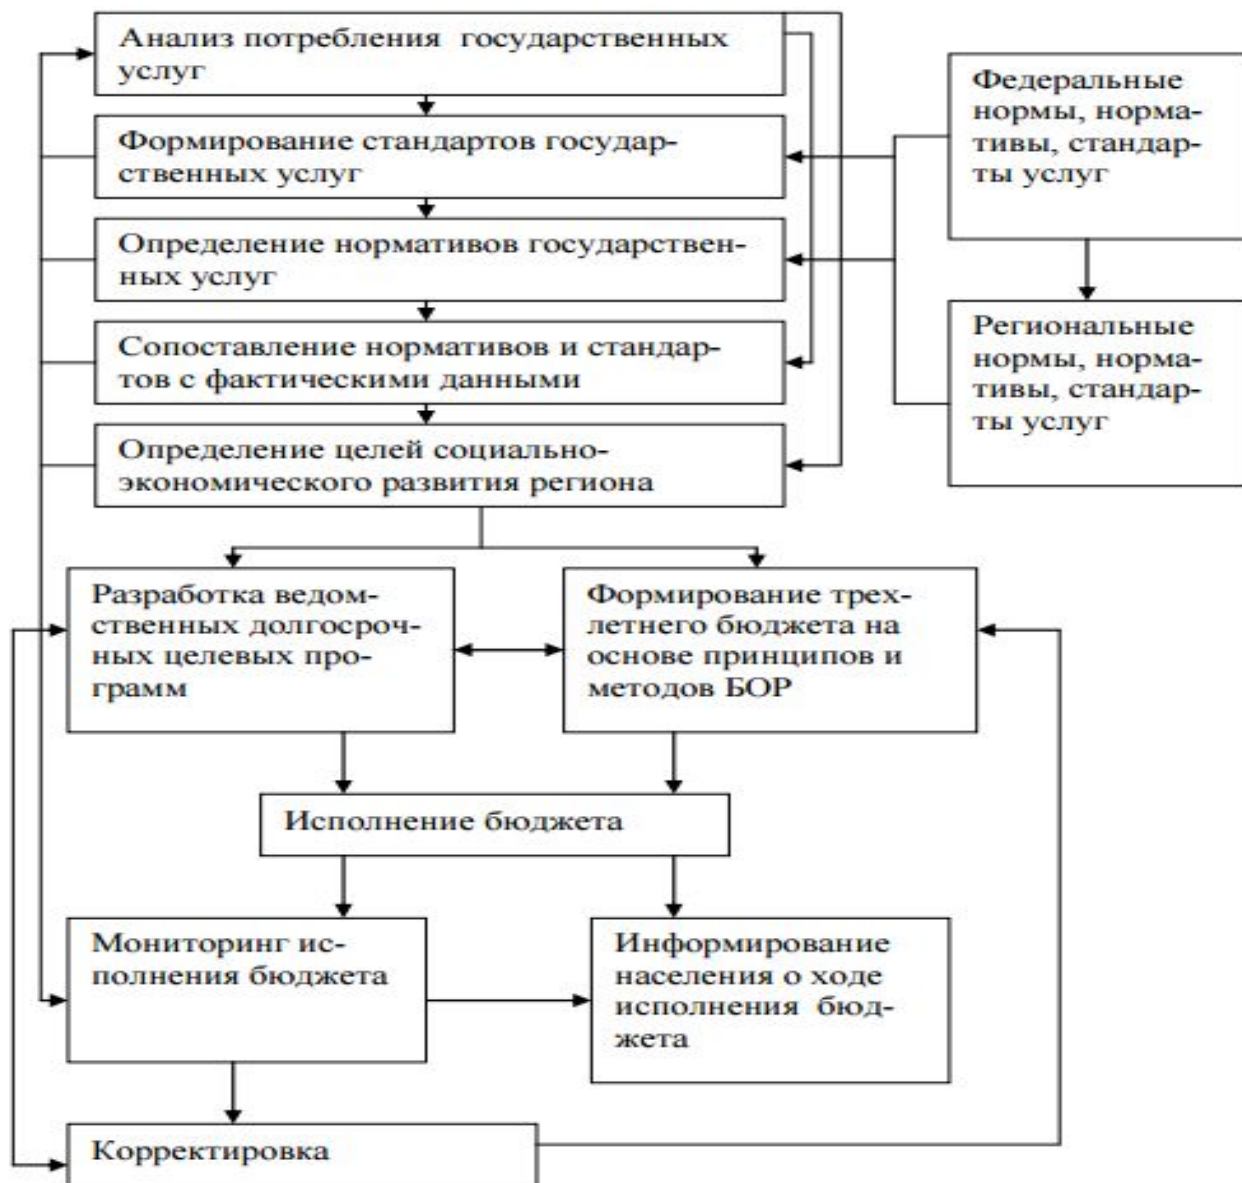 Анализ потребления государственных
услуг
Формирование стандартов государ-
ственных услуг
Определение нормативов государствен-
ных услуг
Сопоставление нормативов и стандар-
тов с фактическими данными
Определение целей социально-
экономического развития региона
Федеральные
нормы, норма-
тивы, стандар-
ты услуг
Региональные
нормы, норма-
тивы, стандар-
ты услуг
Разработка ведом-
ственных долгосроч-
ных целевых про-
грамм
Формирование трех-
летнего бюджета на
основе принципов и
методов БОР
Исполнение бюджета
Мониторинг ис-
полнения бюджета
Информирование
населения о ходе
исполнения бюд-
жета
Корректировка